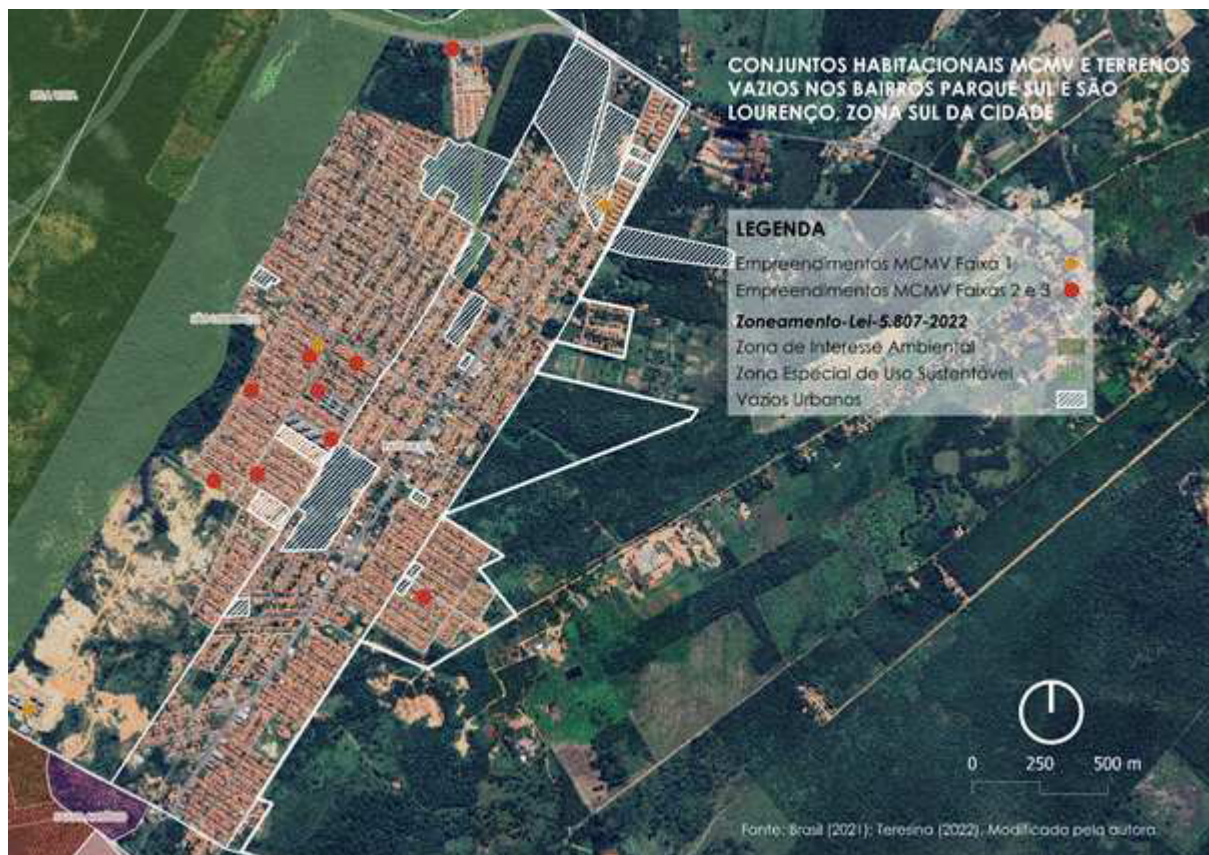 CONJUNTOS HABITACIONAIS MCMV E TERRENOS
VAZIOS NOS BAIRROS PARQUE SUL E SÃO
LOURENÇO, ZONA SUL DA CIDADE
LEGENDA
Empreendimentos MCMV Faixa 1
Empreendimentos MCMV Faixas 2 e 3
Zoneamento-Lei-5.807-2022
Zona de Interesse Ambiental
Zona Especial de Uso Sustentável
Vazios Urbanos
0 250 500 m
Fonte: Brasil (2021); Teresina (2022). Modificada pela autora